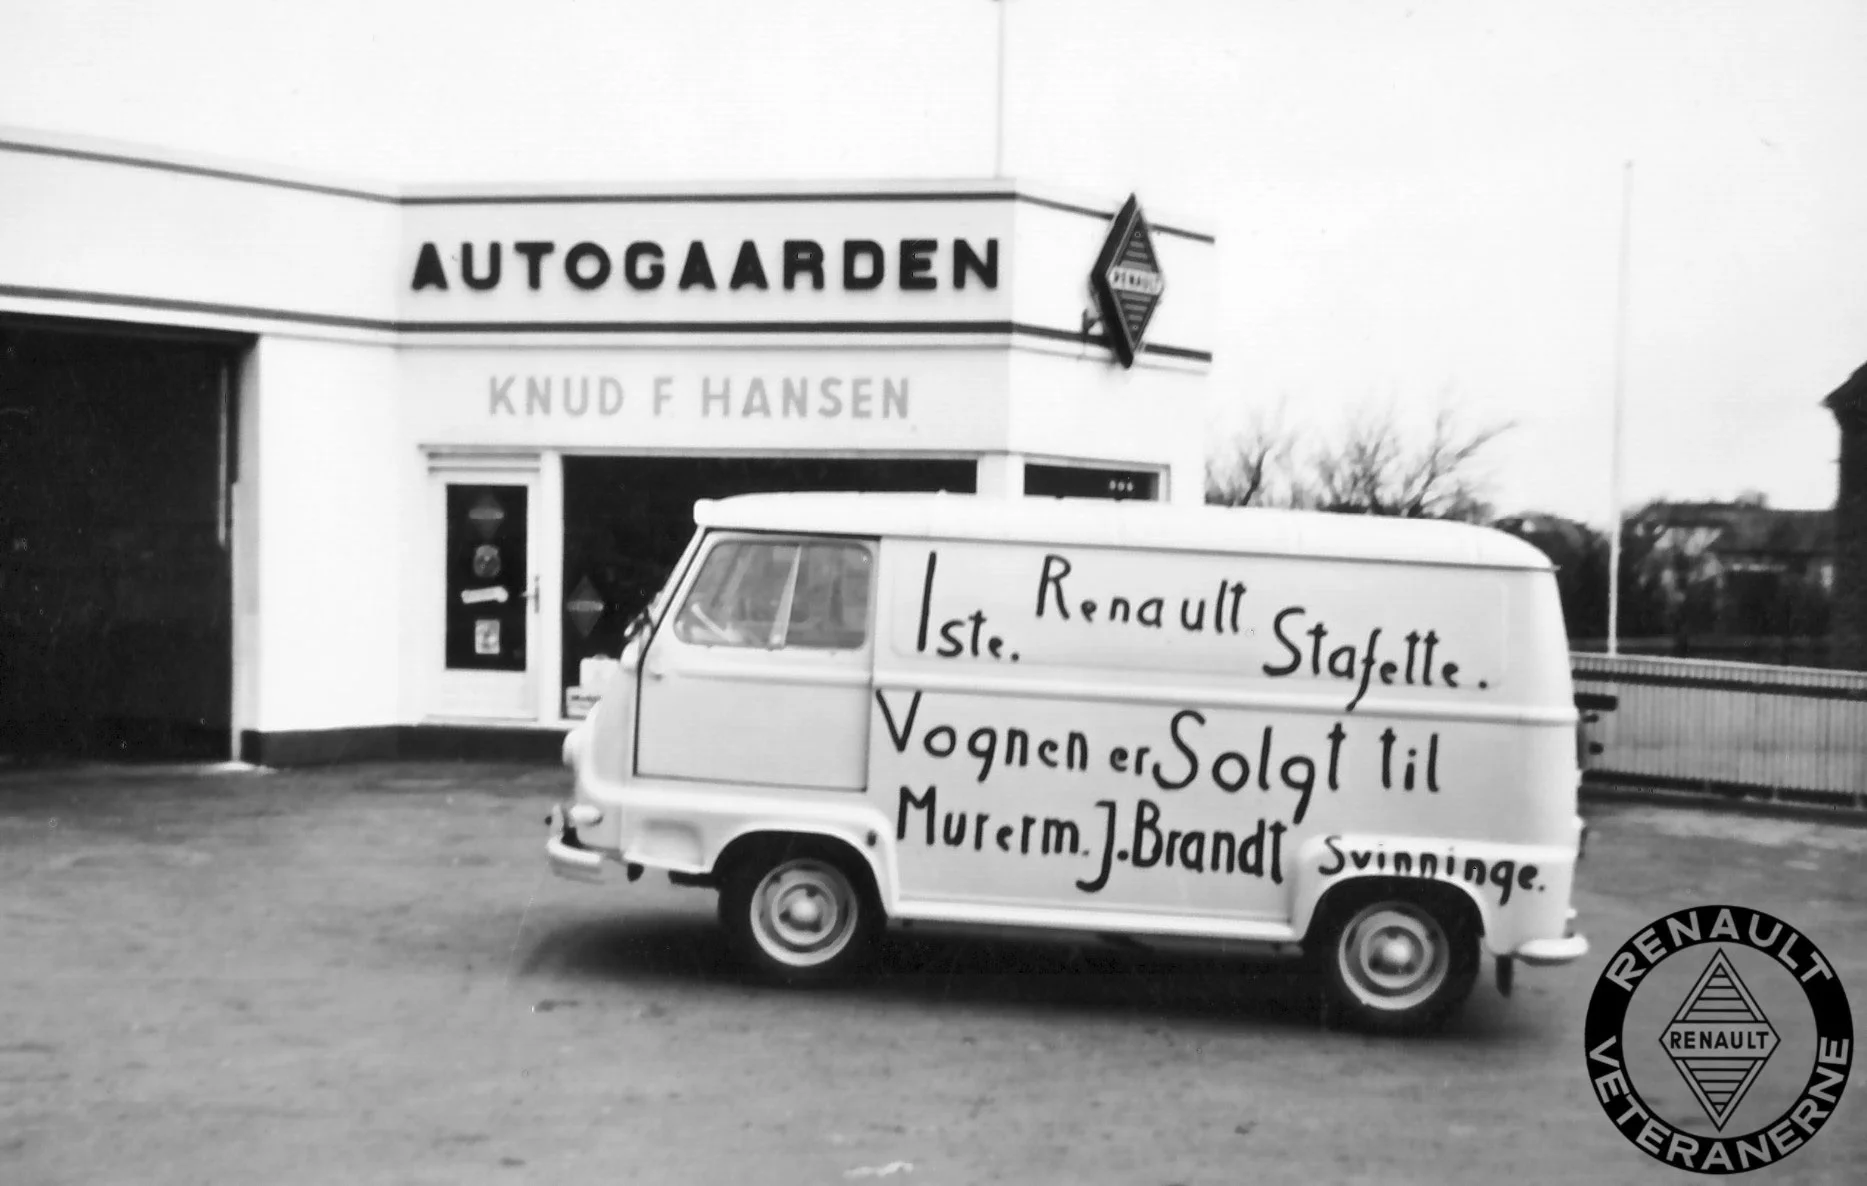 AUTOGAARDEN
RENAULT
KNUD F HANSEN
1ste. Renault Stafette.
Vognen er Solgt til
Murerm. J. Brandt Svinninge.
RENAULT
RENAULT
VETERANERNE